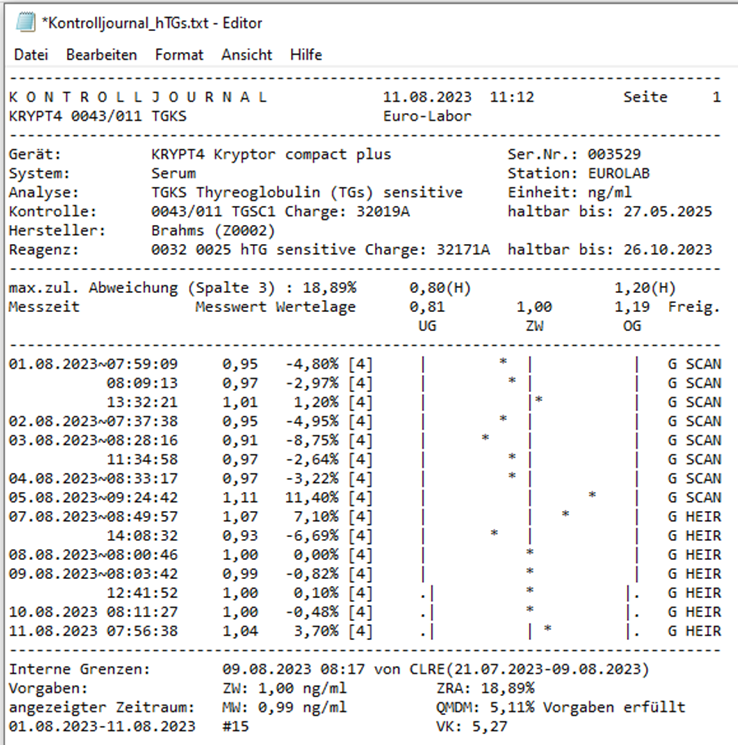 *Kontrolljournal_hTGs.txt - Editor
Datei Bearbeiten Format Ansicht Hilfe
--------------------------------------------------------------------------------
K O N T R O L L J O U R N A L             11.08.2023  11:12          Seite     1
KRYPT4 0043/011 TGKS                      Euro-Labor
--------------------------------------------------------------------------------
Gerät:          KRYPT4 Kryptor compact plus             Ser.Nr.: 003529
System:         Serum                                   Station: EUROLAB
Analyse:        TGKS Thyreoglobulin (TGs) sensitive     Einheit: ng/ml
Kontrolle:      0043/011 TGSC1 Charge: 32019A           haltbar bis: 27.05.2025
Hersteller:     Brahms (Z0002)
Reagenz:        0032 0025 hTG sensitive Charge: 32171A  haltbar bis: 26.10.2023
--------------------------------------------------------------------------------
max.zul. Abweichung (Spalte 3) : 18,89%      0,80(H)                1,20(H)
Messzeit             Messwert Wertelage      0,81        1,00       1,19  Freig.
                                              UG          ZW         OG
--------------------------------------------------------------------------------
01.08.2023~07:59:09     0,95   -4,80% [4]     |        *  |           |   G SCAN
           08:09:13     0,97   -2,97% [4]     |         * |           |   G SCAN
           13:32:21     1,01    1,20% [4]     |           |*          |   G SCAN
02.08.2023~07:37:38     0,95   -4,95% [4]     |        *  |           |   G SCAN
03.08.2023~08:28:16     0,91   -8,75% [4]     |      *    |           |   G SCAN
           11:34:58     0,97   -2,64% [4]     |         * |           |   G SCAN
04.08.2023~08:33:17     0,97   -3,22% [4]     |         * |           |   G SCAN
05.08.2023~09:24:42     1,11   11,40% [4]     |           |      *    |   G SCAN
07.08.2023~08:49:57     1,07    7,10% [4]     |           |   *       |   G HEIR
           14:08:32     0,93   -6,69% [4]     |       *   |           |   G HEIR
08.08.2023~08:00:46     1,00    0,00% [4]     |           *           |   G HEIR
09.08.2023~08:03:42     0,99   -0,82% [4]     |           *           |   G HEIR
           12:41:52     1,00    0,10% [4]     .|          *          |.   G HEIR
10.08.2023 08:11:27     1,00   -0,48% [4]     .|          *          |.   G HEIR
11.08.2023 07:56:38     1,04    3,70% [4]     .|          | *        |.   G HEIR
--------------------------------------------------------------------------------
Interne Grenzen:        09.08.2023 08:17 von CLRE(21.07.2023-09.08.2023)
Vorgaben:               ZW: 1,00 ng/ml          ZRA: 18,89%
angezeigter Zeitraum:   MW: 0,99 ng/ml          QMDM: 5,11% Vorgaben erfüllt
01.08.2023-11.08.2023   #15                     VK: 5,27